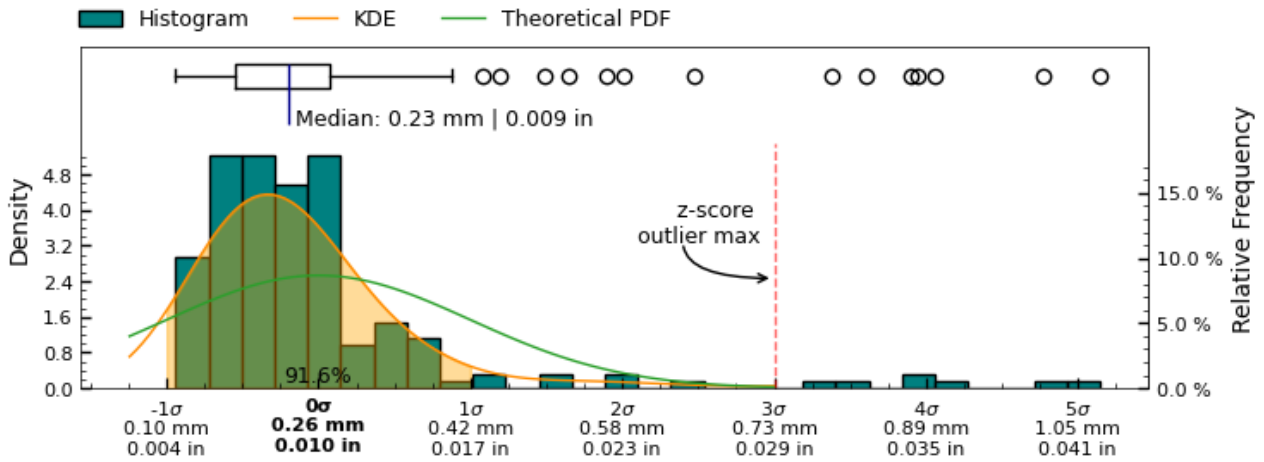 Histogram KDE Theoretical PDF
Median: 0.23 mm | 0.009 in
Density
Relative Frequency
4.8
4.0
3.2
2.4
1.6
0.8
0.0
15.0 %
10.0 %
5.0 %
0.0 %
z-score
outlier max
91.6%
-1σ 0σ 1σ 2σ 3σ 4σ 5σ
0.10 mm 0.26 mm 0.42 mm 0.58 mm 0.73 mm 0.89 mm 1.05 mm
0.004 in 0.010 in 0.017 in 0.023 in 0.029 in 0.035 in 0.041 in